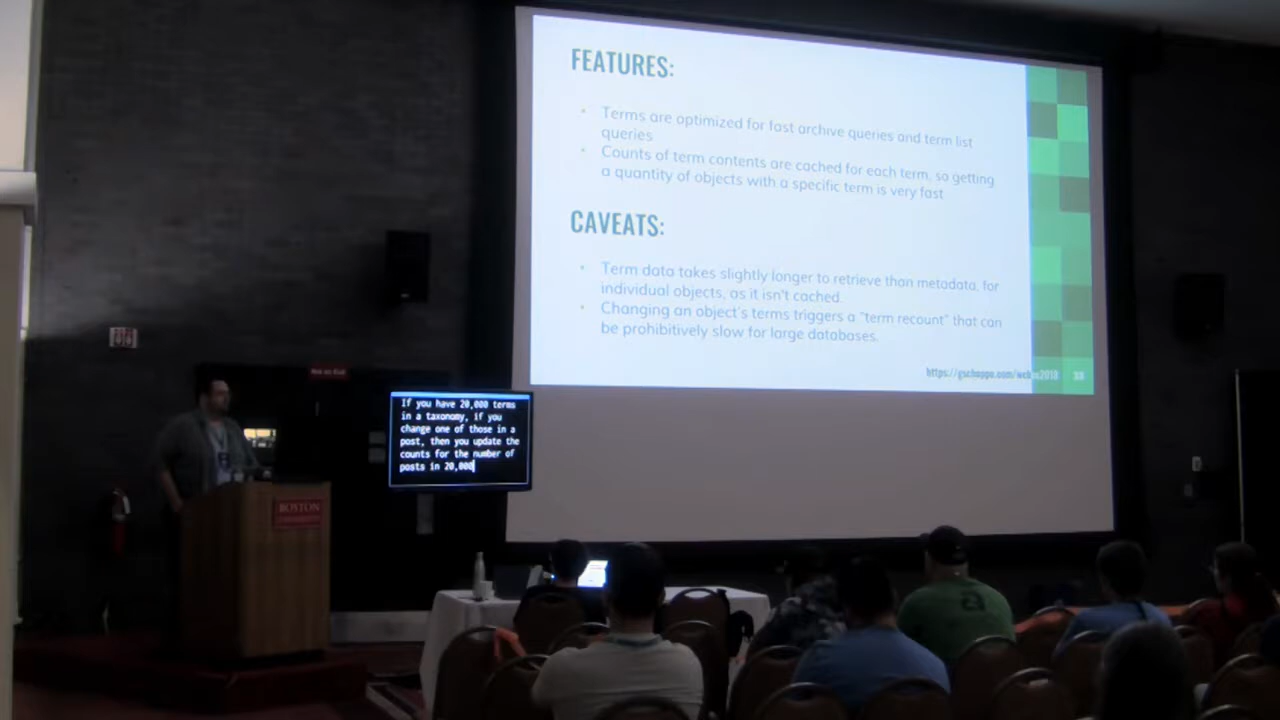 FEATURES:
Terms are optimized for fast archive queries and term list
queries
Counts of term contents are cached for each term, so getting
a quantity of objects with a specific term is very fast
CAVEATS:
Term data takes slightly longer to retrieve than metadata, for
individual objects, as it isn't cached.
Changing an object's terms triggers a "term recount" that can
be prohibitively slow for large databases.
38
If you have 20,000 terms
in a taxonomy, if you
change one of those in a
post, then you update the
counts for the number of
posts in 20,000
BOSTON